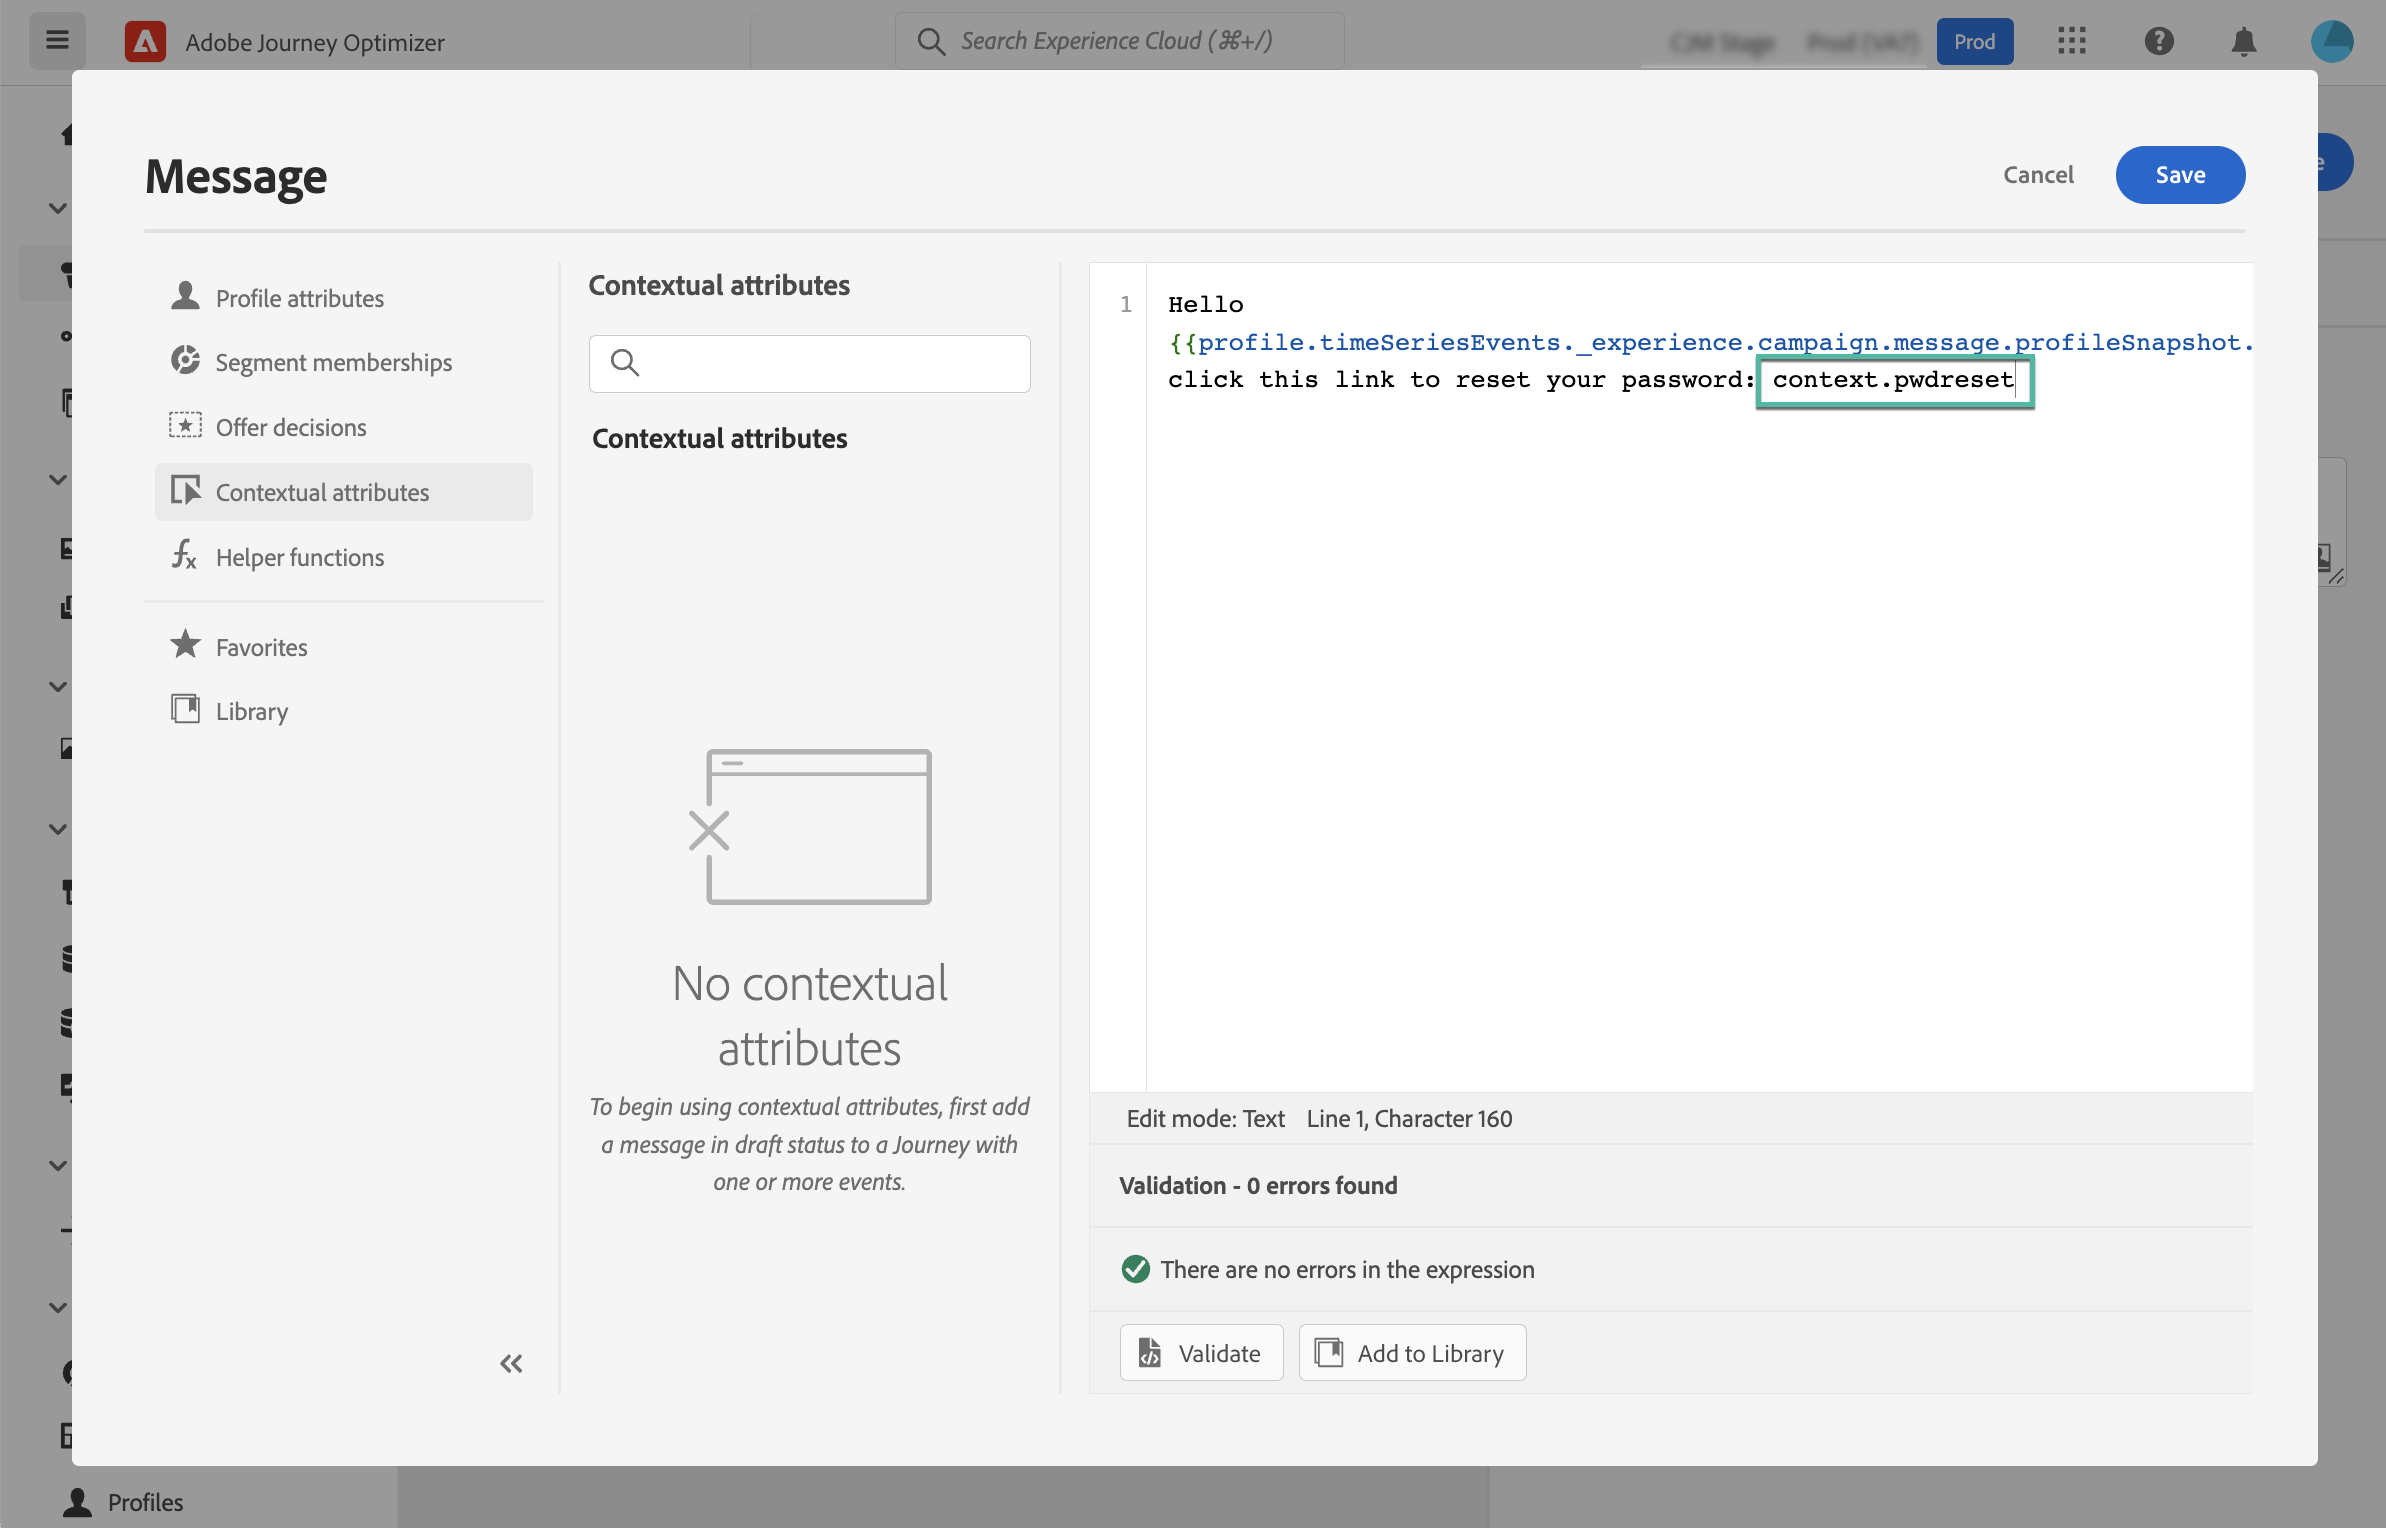 Adobe Journey Optimizer
Search Experience Cloud (⌘+/)
Prod
Message
Cancel
Save
Profile attributes
Segment memberships
Offer decisions
Contextual attributes
Helper functions
Favorites
Library
Contextual attributes
Contextual attributes
No contextual
attributes
To begin using contextual attributes, first add
a message in draft status to a Journey with
one or more events.
1
Hello
{{profile.timeSeriesEvents._experience.campaign.message.profileSnapshot.
click this link to reset your password: context.pwdreset
Edit mode: Text Line 1, Character 160
Validation - 0 errors found
There are no errors in the expression
Validate
Add to Library
Profiles